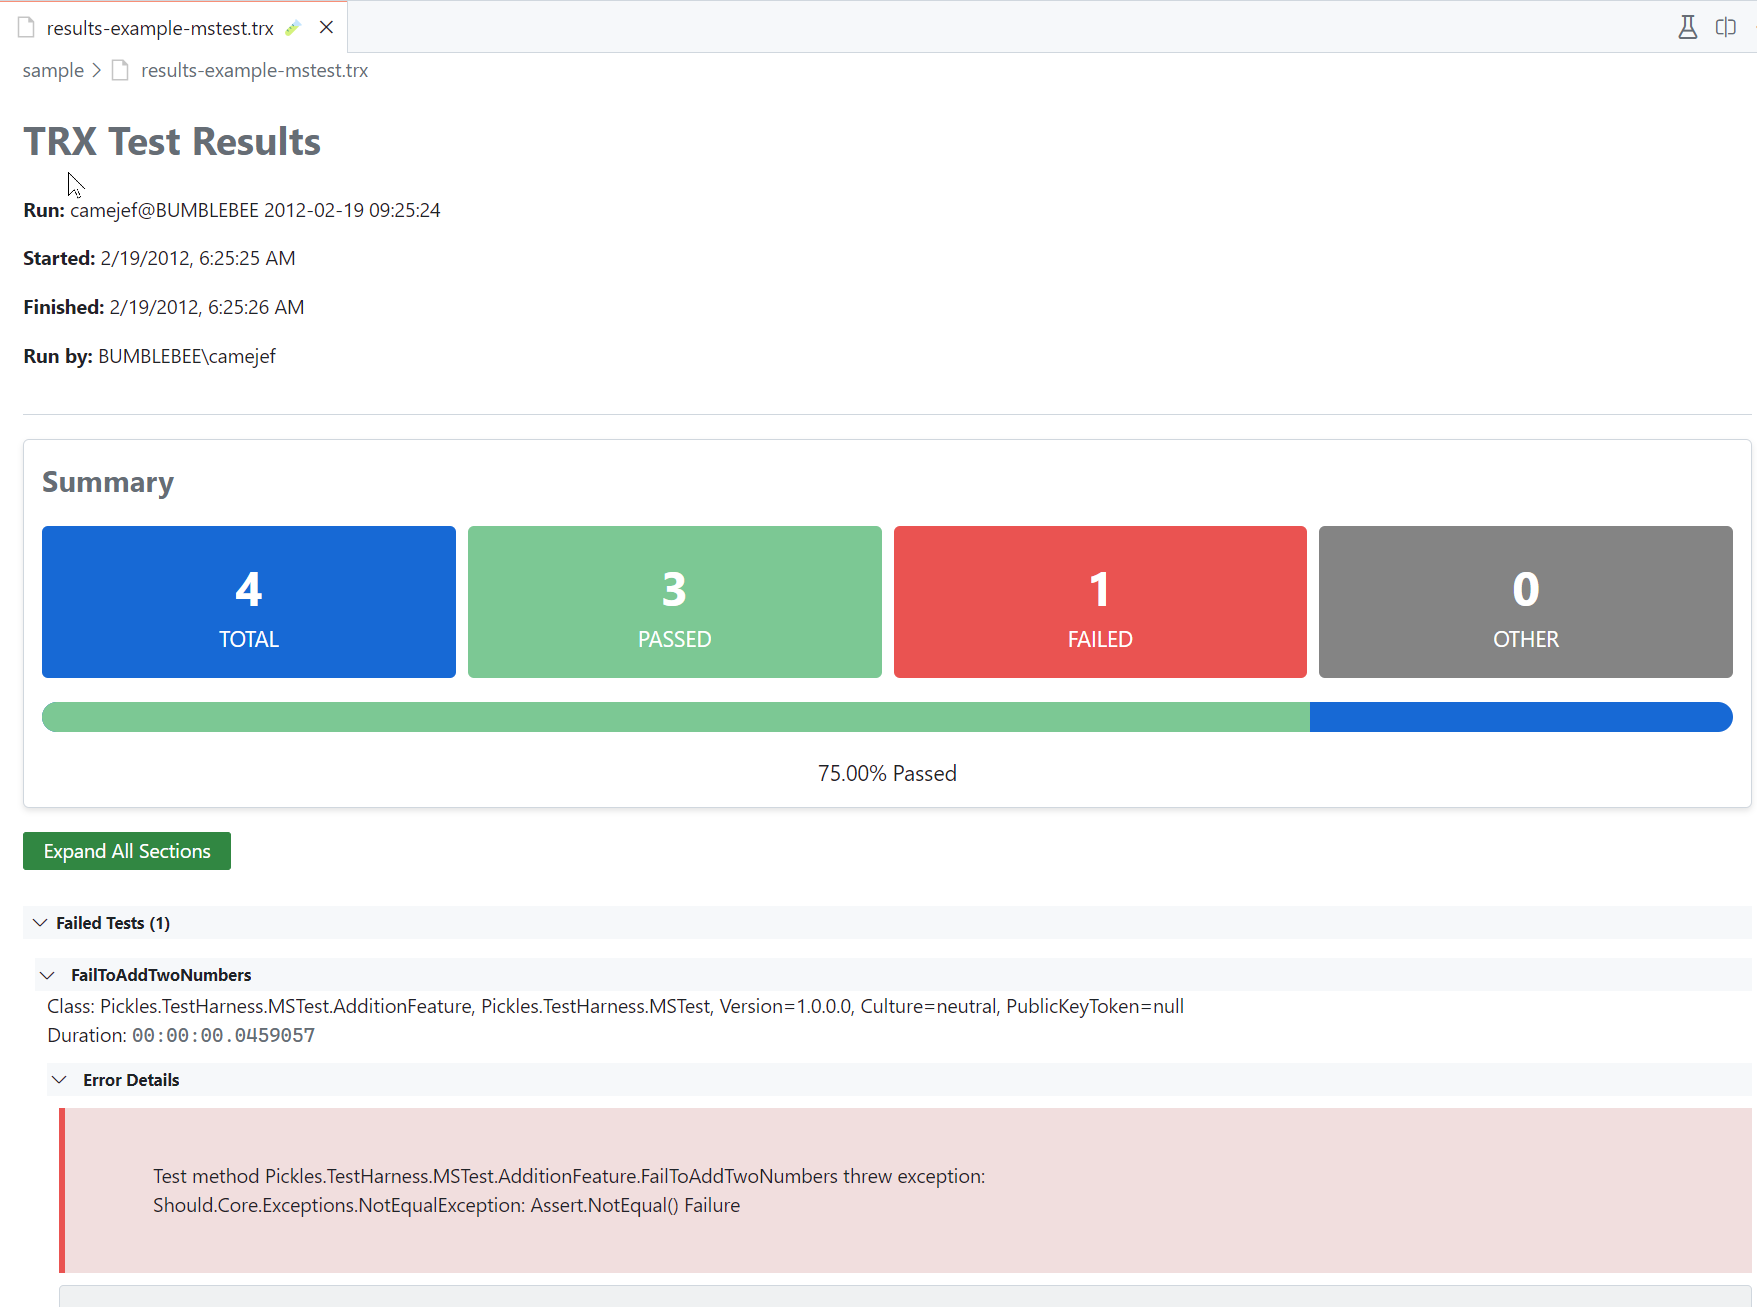 results-example-mstest.trx
sample > results-example-mstest.trx
TRX Test Results
Run: camejef@BUMBLEBEE 2012-02-19 09:25:24
Started: 2/19/2012, 6:25:25 AM
Finished: 2/19/2012, 6:25:26 AM
Run by: BUMBLEBEE\camejef
Summary
4
TOTAL
3
PASSED
1
FAILED
0
OTHER
75.00% Passed
Expand All Sections
Failed Tests (1)
FailToAddTwoNumbers
Class: Pickles.TestHarness.MSTest.AdditionFeature, Pickles.TestHarness.MSTest, Version=1.0.0.0, Culture=neutral, PublicKeyToken=null
Duration: 00:00:00.0459057
Error Details
Test method Pickles.TestHarness.MSTest.AdditionFeature.FailToAddTwoNumbers threw exception:
Should.Core.Exceptions.NotEqualException: Assert.NotEqual() Failure